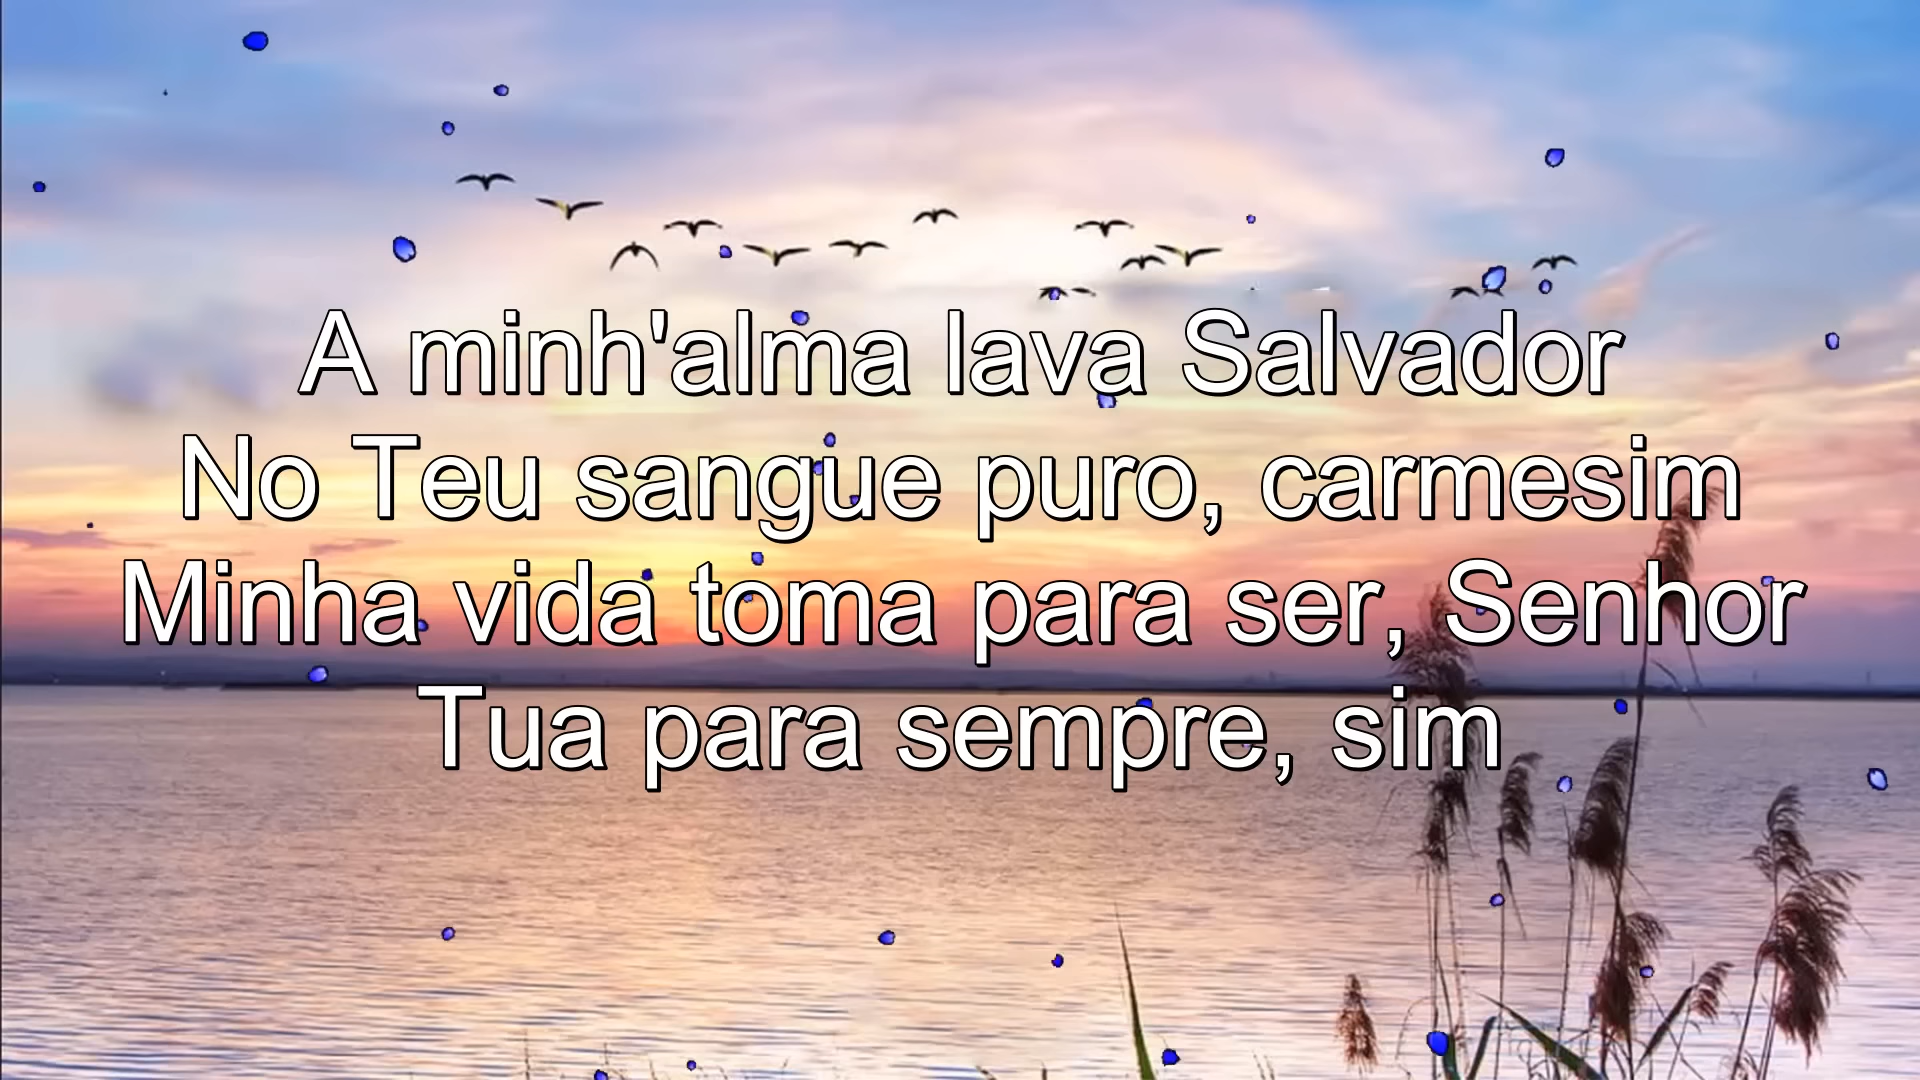 A minh'alma lava Salvador
No Teu sangue puro, carmesim
Minha vida toma para ser, Senhor
Tua para sempre, sim